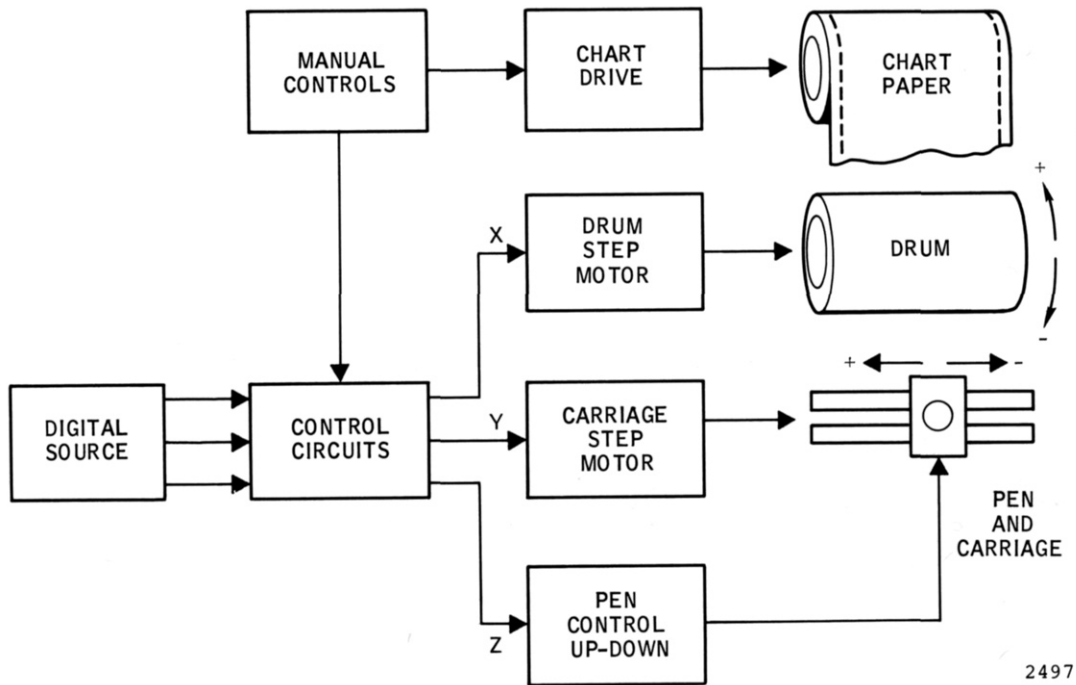 MANUAL
CONTROLS
CHART
DRIVE
CHART
PAPER
+
X
DRUM
STEP
MOTOR
DRUM
-
+ -
DIGITAL
SOURCE
CONTROL
CIRCUITS
Y
CARRIAGE
STEP
MOTOR
PEN
AND
CARRIAGE
Z
PEN
CONTROL
UP-DOWN
2497